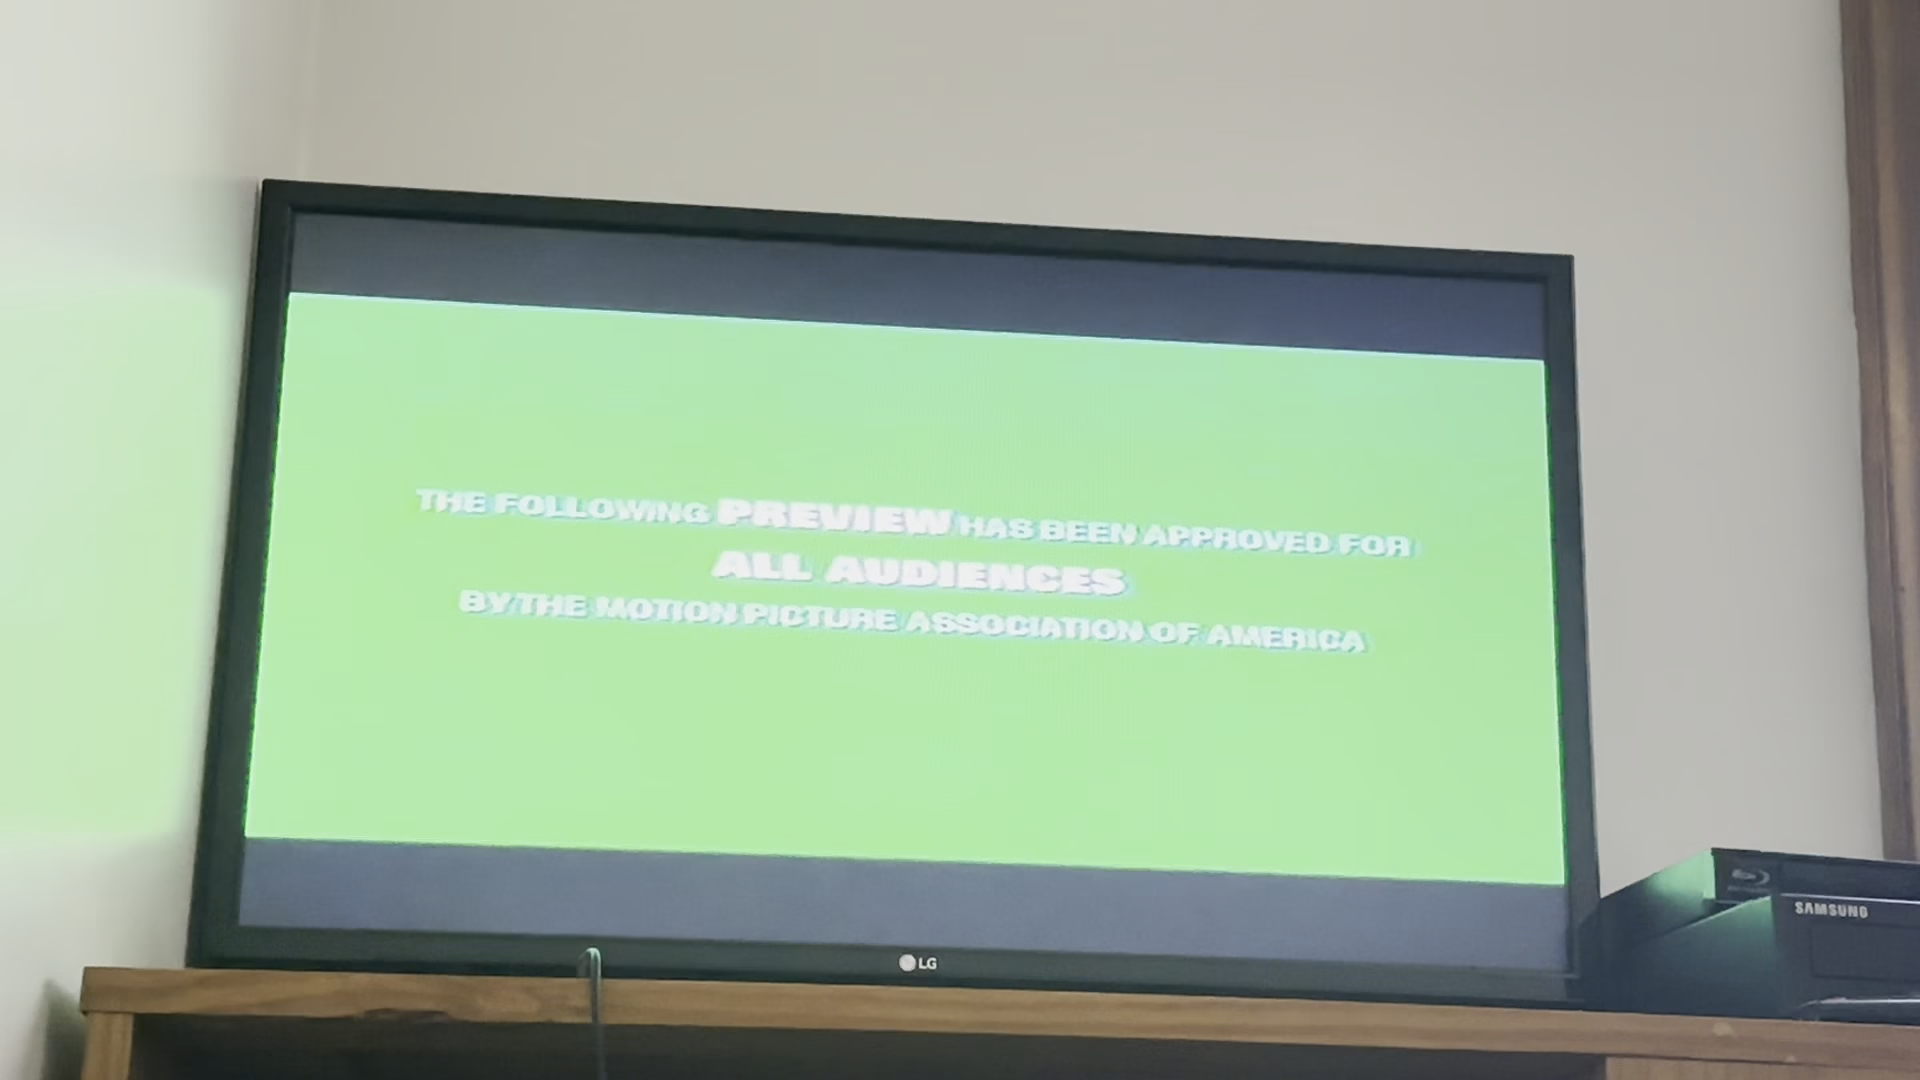 THE FOLLOWING PREVIEW HAS BEEN APPROVED FOR
ALL AUDIENCES
BY THE MOTION PICTURE ASSOCIATION OF AMERICA
SAMSUNG
LG